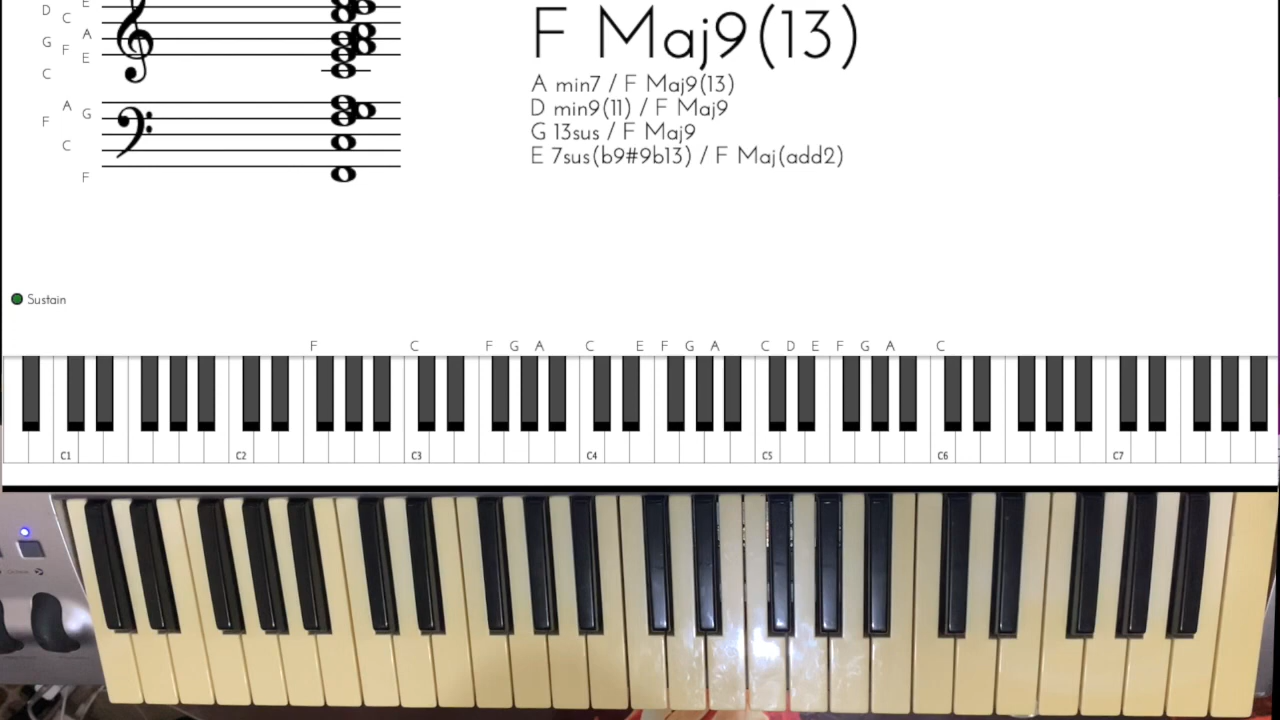 E
D
C
F Maj9(13)
A
G
F
E
C
A min7 / F Maj9(13)
D min9(11) / F Maj9
G 13sus / F Maj9
E 7sus(b9#9b13) / F Maj(add2)
A
G
F
C
F
Sustain
F C F G A C E F G A C D E F G A C
C1 C2 C3 C4 C5 C6 C7